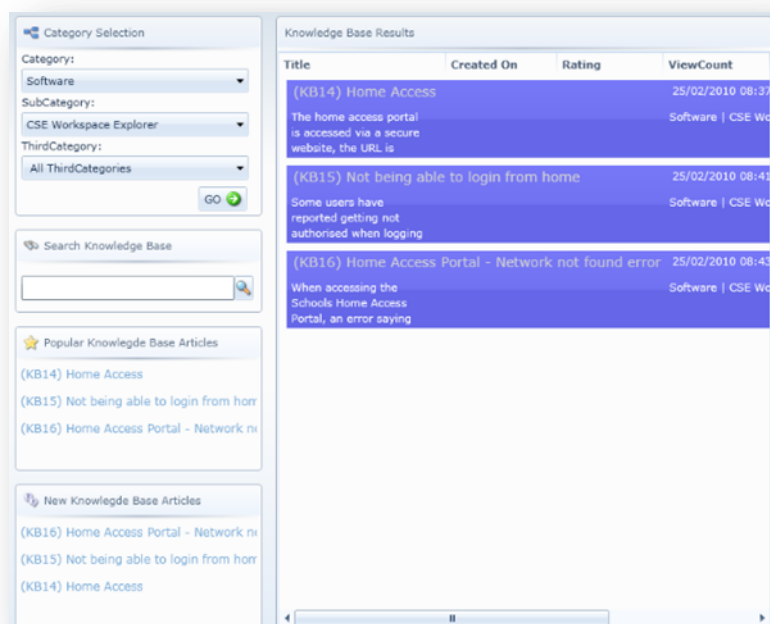 Category Selection
Category:
Software
SubCategory:
CSE Workspace Explorer
ThirdCategory:
All ThirdCategories
GO
Search Knowledge Base
Popular Knowlegde Base Articles
(KB14) Home Access
(KB15) Not being able to login from hom
(KB16) Home Access Portal - Network
New Knowlegde Base Articles
(KB16) Home Access Portal - Network
(KB15) Not being able to login from hom
(KB14) Home Access
Knowledge Base Results
Title Created On Rating ViewCount
(KB14) Home Access 25/02/2010 08:37
The home access portal Software | CSE Wo
is accessed via a secure
website, the URL is
(KB15) Not being able to login from home 25/02/2010 08:41
Some users have Software | CSE Wo
reported getting not
authorised when logging
(KB16) Home Access Portal - Network not found error 25/02/2010 08:43
When accessing the Software | CSE Wo
Schools Home Access
Portal, an error saying